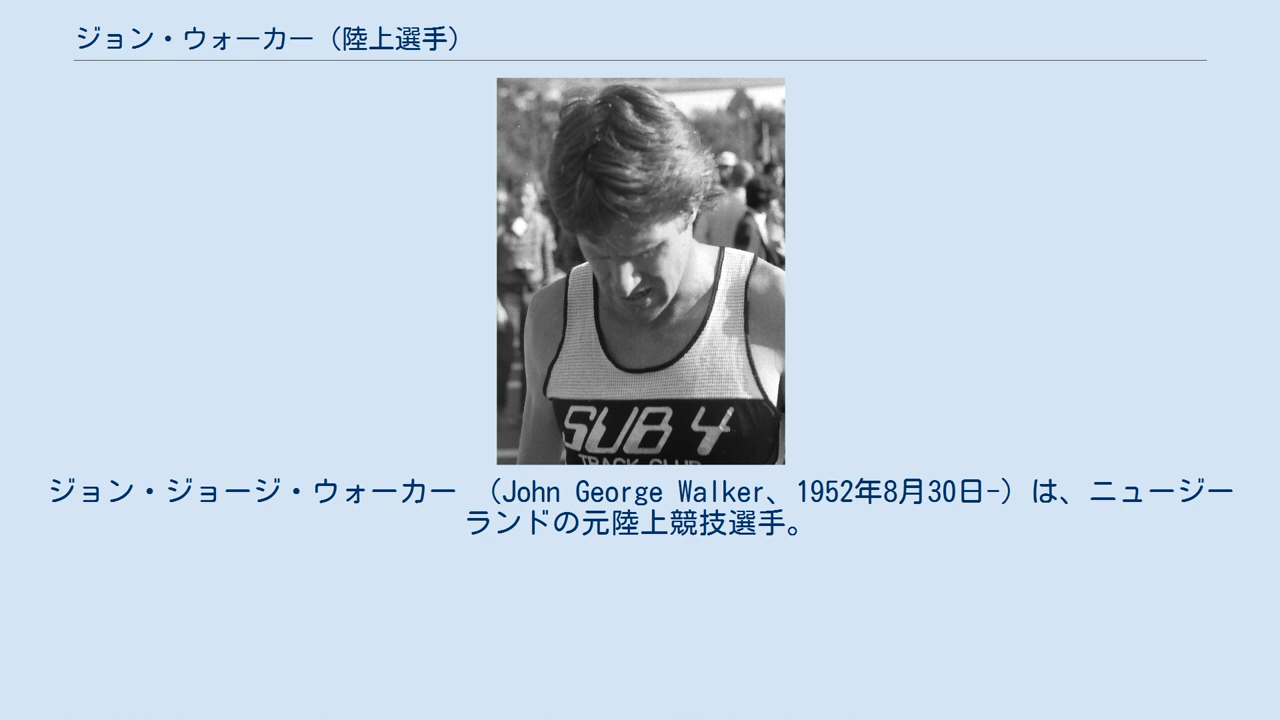 ジョン・ウォーカー（陸上選手）
SUB 4
TRACK CLUB
ジョン・ジョージ・ウォーカー （John George Walker、1952年8月30日-）は、ニュージー
ランドの元陸上競技選手。